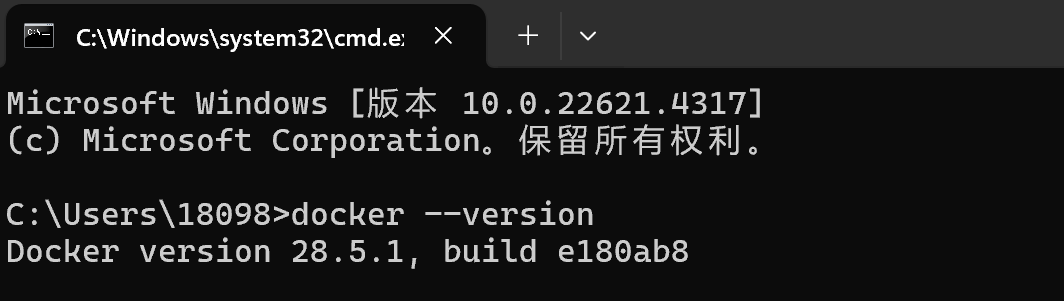 C:\Windows\system32\cmd.ex
Microsoft Windows [版本 10.0.22621.4317]
(c) Microsoft Corporation。保留所有权利。
C:\Users\18098>docker --version
Docker version 28.5.1, build e180ab8